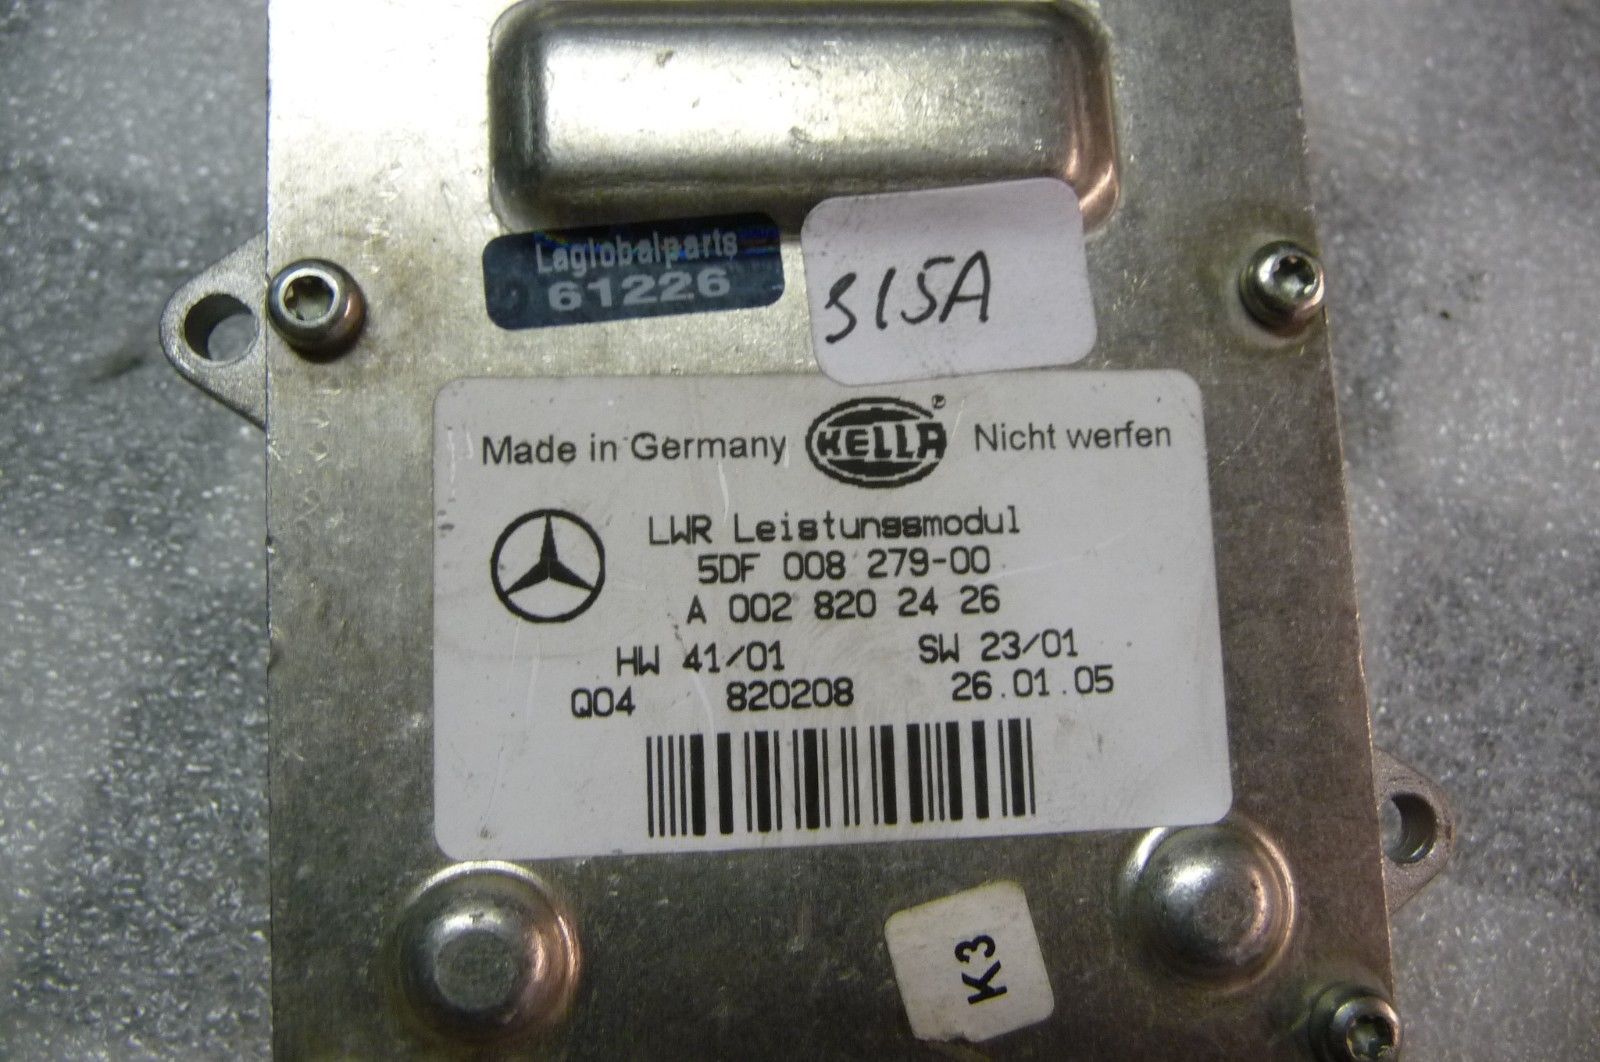 Laglobalparts
61226
315A
Made in Germany HELLA ® Nicht werfen
LWR Leistungsmodul
5DF 008 279-00
A 002 820 24 26
HW 41/01 SW 23/01
Q04 820208 26.01.05
K3